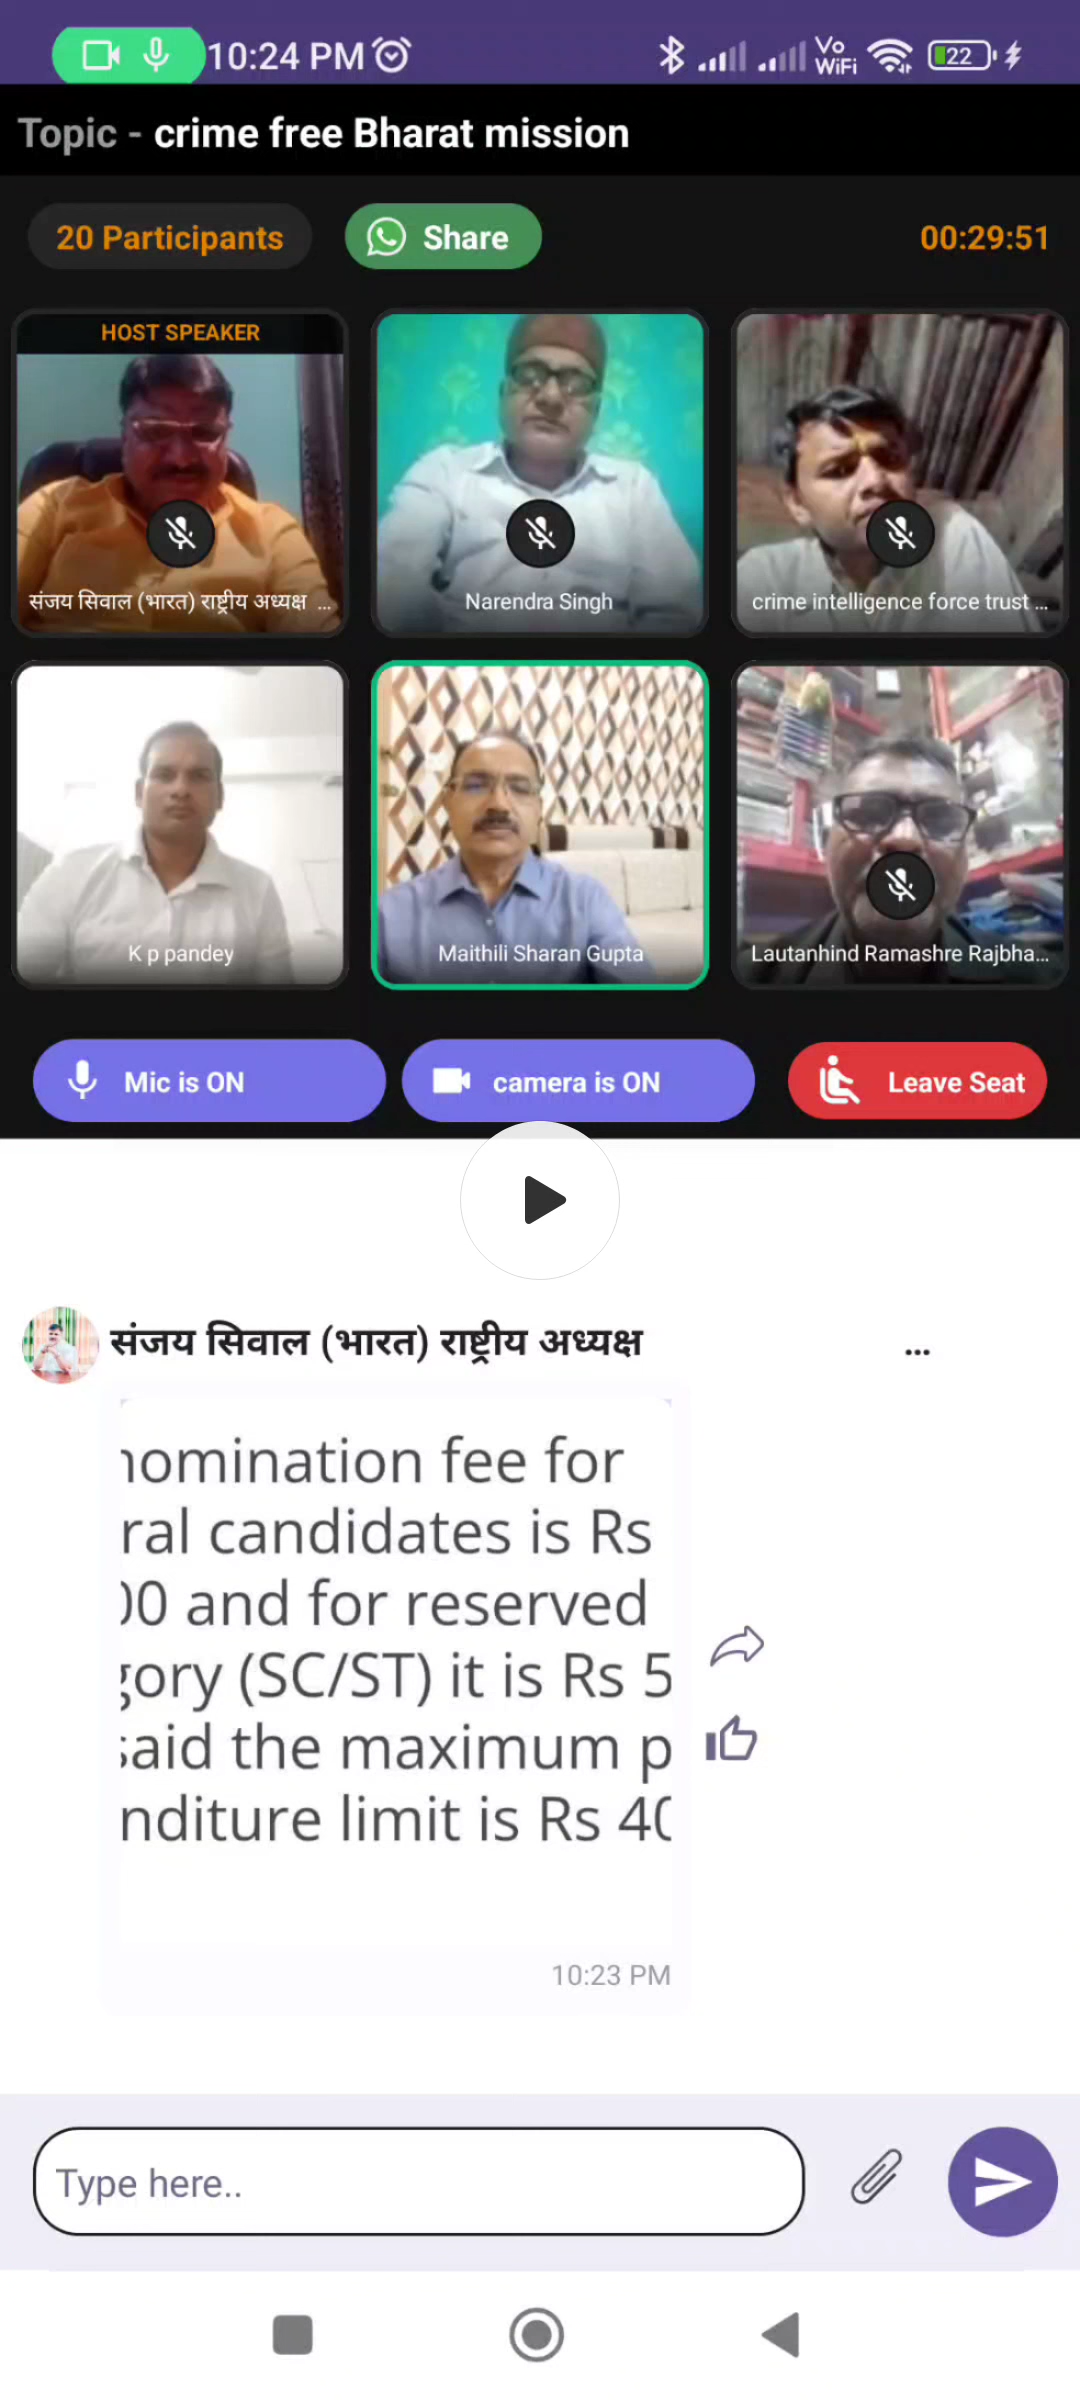 10:24 PM
Vo
WiFi
22
Topic - crime free Bharat mission
20 Participants
Share
00:29:51
HOST SPEAKER
संजय सिवाल (भारत) राष्ट्रीय अध्यक्ष ...
Narendra Singh
crime intelligence force trust ...
K p pandey
Maithili Sharan Gupta
Lautanhind Ramashre Rajbha...
Mic is ON
camera is ON
Leave Seat
संजय सिवाल (भारत) राष्ट्रीय अध्यक्ष
...
nomination fee for
ral candidates is Rs
00 and for reserved
gory (SC/ST) it is Rs 5
said the maximum p
nditure limit is Rs 40
10:23 PM
Type here..